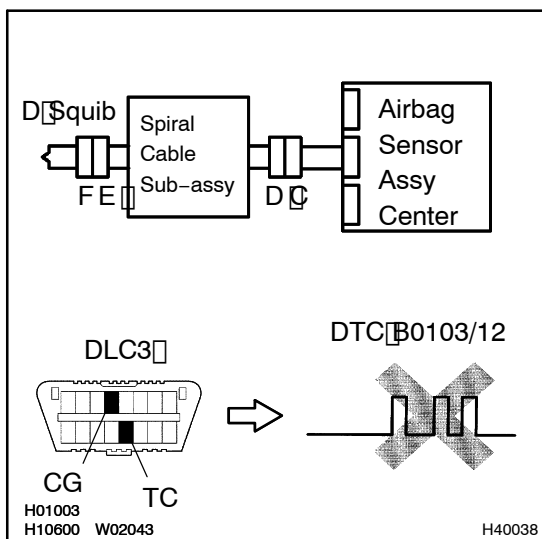 D□Squib
Spiral
Cable
Sub−assy
F E□
D□C
Airbag
Sensor
Assy
Center
DLC3□
DTC□B0103/12
CG
TC
H01003
H10600 W02043
H40038